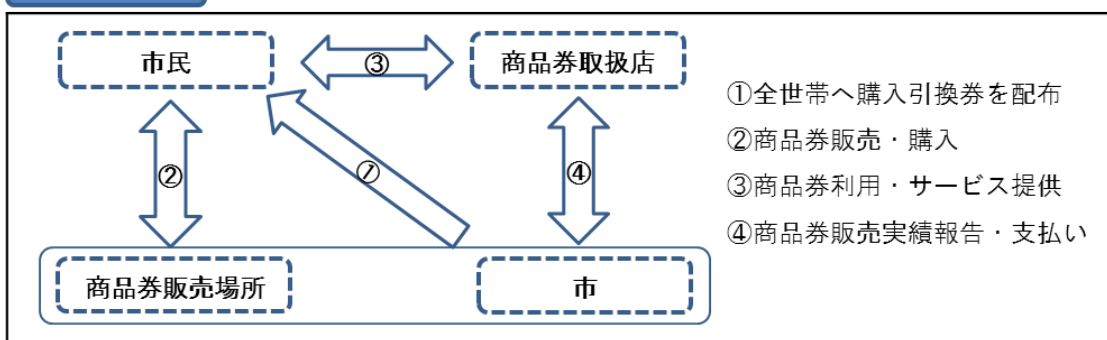 市民
③
商品券取扱店
①全世帯へ購入引換券を配布
②商品券販売・購入
②
①
④
③商品券利用・サービス提供
④商品券販売実績報告・支払い
商品券販売場所
市